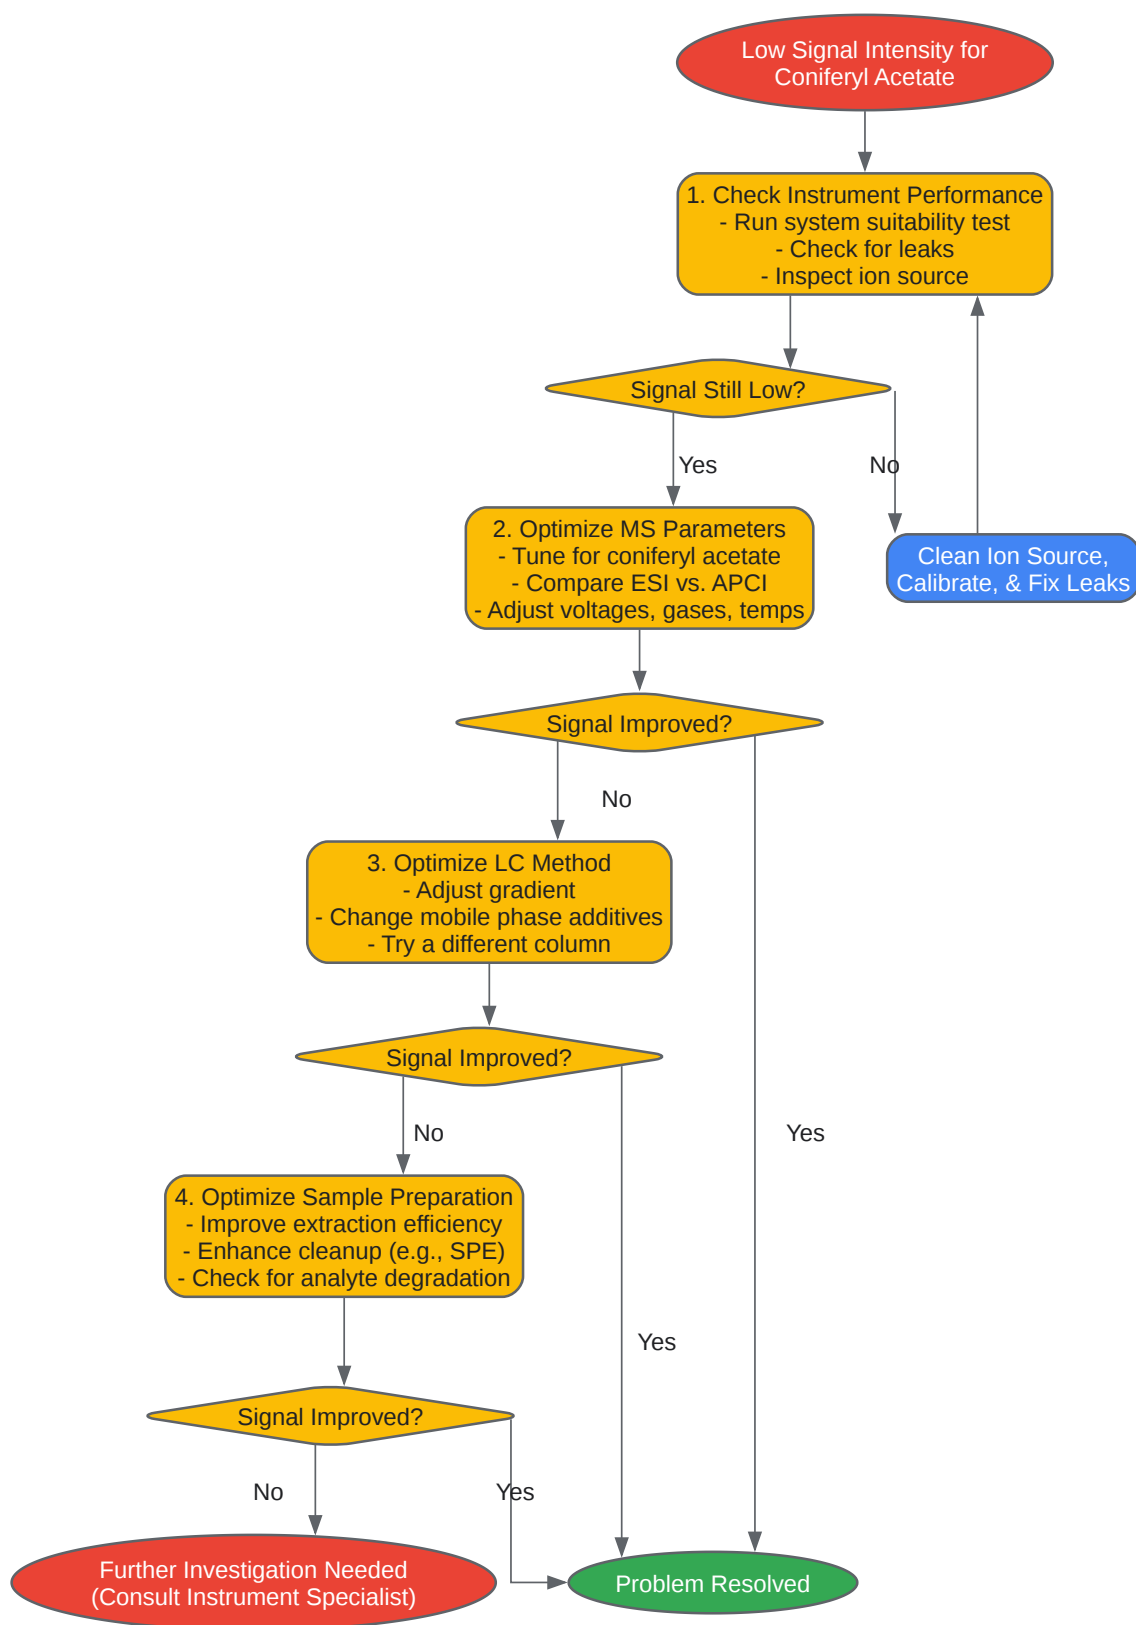 Low Signal Intensity for
Coniferyl Acetate
1. Check Instrument Performance
- Run system suitability test
- Check for leaks
- Inspect ion source
Signal Still Low?
Yes
No
2. Optimize MS Parameters
- Tune for coniferyl acetate
- Compare ESI vs. APCI
- Adjust voltages, gases, temps
Clean Ion Source,
Calibrate, & Fix Leaks
Signal Improved?
No
3. Optimize LC Method
- Adjust gradient
- Change mobile phase additives
- Try a different column
Signal Improved?
No
Yes
4. Optimize Sample Preparation
- Improve extraction efficiency
- Enhance cleanup (e.g., SPE)
- Check for analyte degradation
Yes
Signal Improved?
No
Yes
Further Investigation Needed
(Consult Instrument Specialist)
Problem Resolved